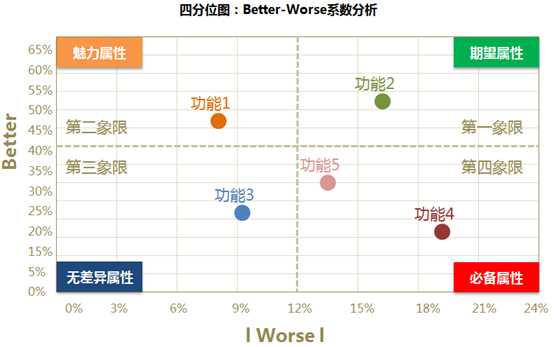 四分位图：Better-Worse系数分析
魅力属性
期望属性
65%
60%
55%
50%
45%
40%
35%
30%
25%
20%
15%
10%
5%
0%
Better
功能1
功能2
第二象限
第一象限
第三象限
功能5
第四象限
功能3
功能4
无差异属性
必备属性
0% 3% 6% 9% 12% 15% 18% 21% 24%
| Worse |